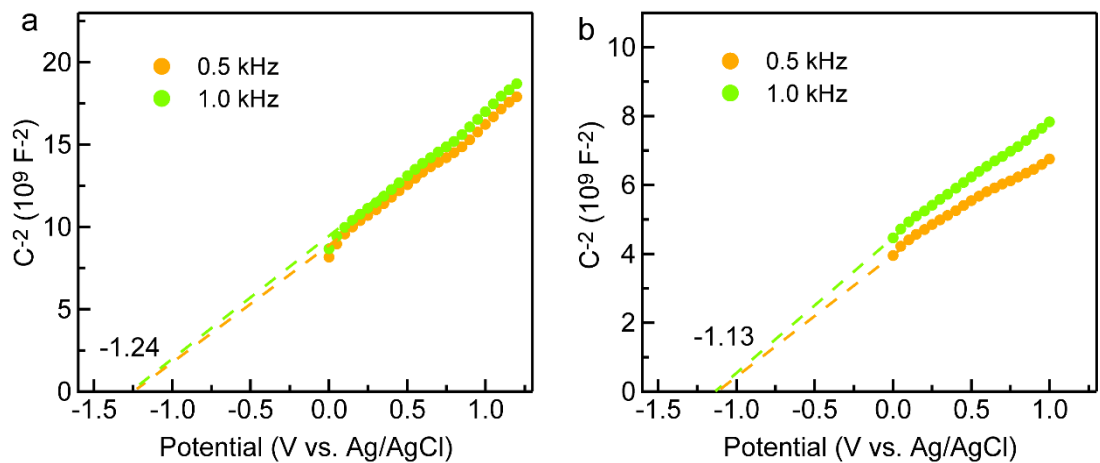 a
0.5 kHz
1.0 kHz
C-2 (109 F-2)
20
15
10
5
0
-1.24
-1.5 -1.0 -0.5 0.0 0.5 1.0
Potential (V vs. Ag/AgCl)
b
0.5 kHz
1.0 kHz
C-2 (109 F-2)
10
8
6
4
2
0
-1.13
-1.5 -1.0 -0.5 0.0 0.5 1.0
Potential (V vs. Ag/AgCl)